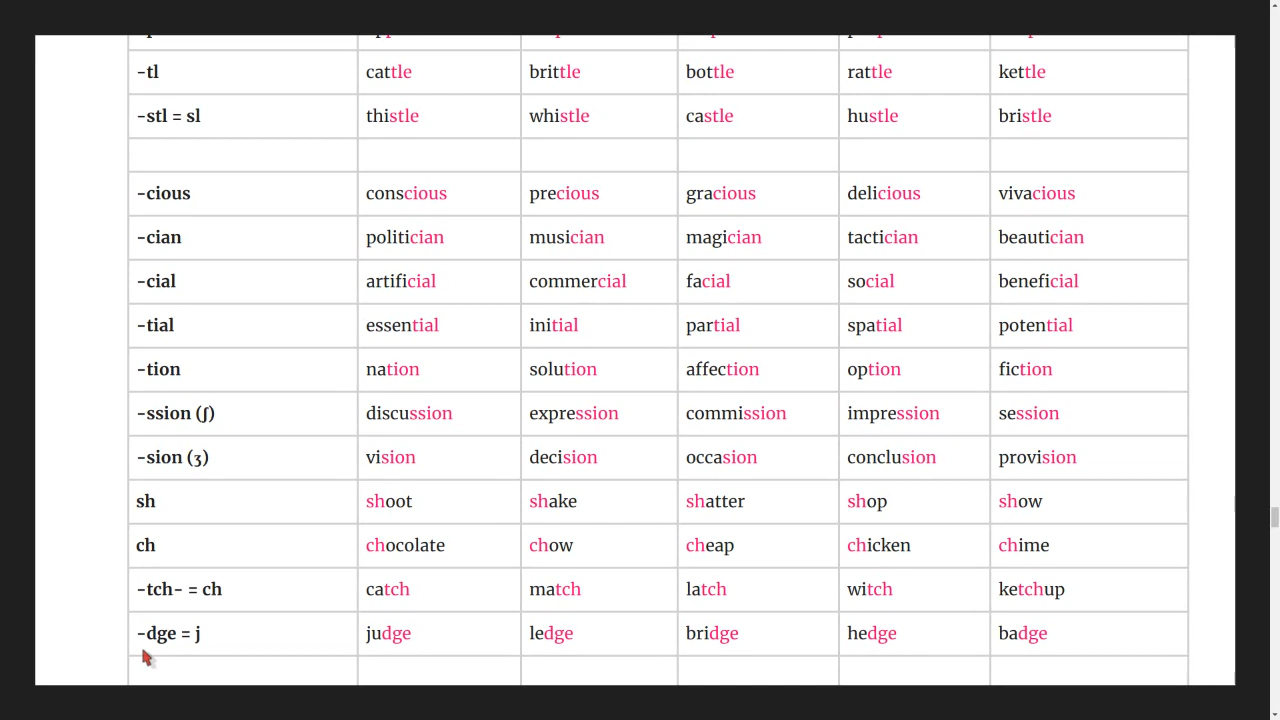 -tl cattle brittle bottle rattle kettle
-stl = sl thistle whistle castle hustle bristle
-cious conscious precious gracious delicious vivacious
-cian politician musician magician tactician beautician
-cial artificial commercial facial social beneficial
-tial essential initial partial spatial potential
-tion nation solution affection option fiction
-ssion (ʃ) discussion expression commission impression session
-sion (ʒ) vision decision occasion conclusion provision
sh shoot shake shatter shop show
ch chocolate chow cheap chicken chime
-tch- = ch catch match latch witch ketchup
-dge = j judge ledge bridge hedge badge